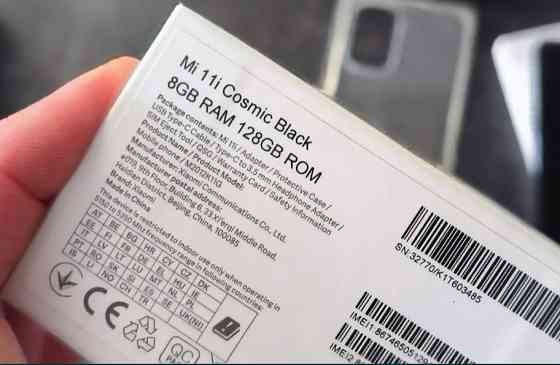 Mi 11i Cosmic Black
8GB RAM 128GB ROM
Package contents: Mi 11i / Adapter / Protective Case /
USB Type-C Cable / Type-C to 3.5 mm Headphone Adapter /
SIM Eject Tool / QSG / Warranty Card / Safety Information
Product Name / Product Model:
Mobile phone / M2012K11G
Manufacturer: Xiaomi Communications Co., Ltd.
Manufacturer postal address:
#019, 9th Floor, Building 6, 33 Xi'erqi Middle Road,
Haidian District, Beijing, China, 100085
Brand: Xiaomi
Made in China
This device is restricted to indoor use only when operating in
5150 to 5350 MHz frequency range in following countries:
AT BE BG HR CY CZ DK
EE FI FR DE EL HU IE
IT LV LT LU MT NL PL
PT RO SK SI ES SE UK(NI)
IS LI NO CH TR
CE
QC
SN: 32770/K1T603485
IMEI1:86746505129
IMEI2: